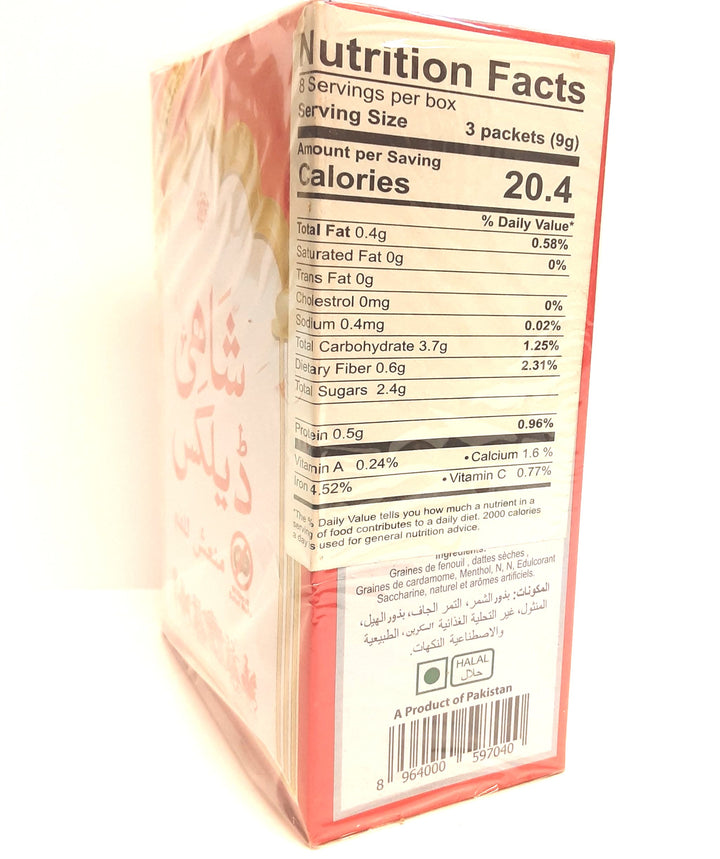 شاهی
ڈیلکس
Nutrition Facts
8 Servings per box
Serving Size 3 packets (9g)
Amount per Saving
Calories 20.4
% Daily Value*
Total Fat 0.4g 0.58%
Saturated Fat 0g 0%
Trans Fat 0g
Cholestrol 0mg 0%
Sodium 0.4mg 0.02%
Total Carbohydrate 3.7g 1.25%
Dietary Fiber 0.6g 2.31%
Total Sugars 2.4g
Protein 0.5g 0.96%
Vitamin A 0.24% • Calcium 1.6 %
Iron 4.52% • Vitamin C 0.77%
*The % Daily Value tells you how much a nutrient in a
serving of food contributes to a daily diet. 2000 calories
a day's used for general nutrition advice.
Ingredients:
Graines de fenouil , dattes sèches ,
Graines de cardamome, Menthol, N, N, Edulcorant
Saccharine, naturel et arômes artificiels.
المكونات: بذور الشمر، التمر الجاف، بذور الهيل،
المنثول، غير التحلية الغذائية السكرين، الطبيعية
والاصطناعية النكهات.
HALAL
حلال
A Product of Pakistan
8 964000 597040